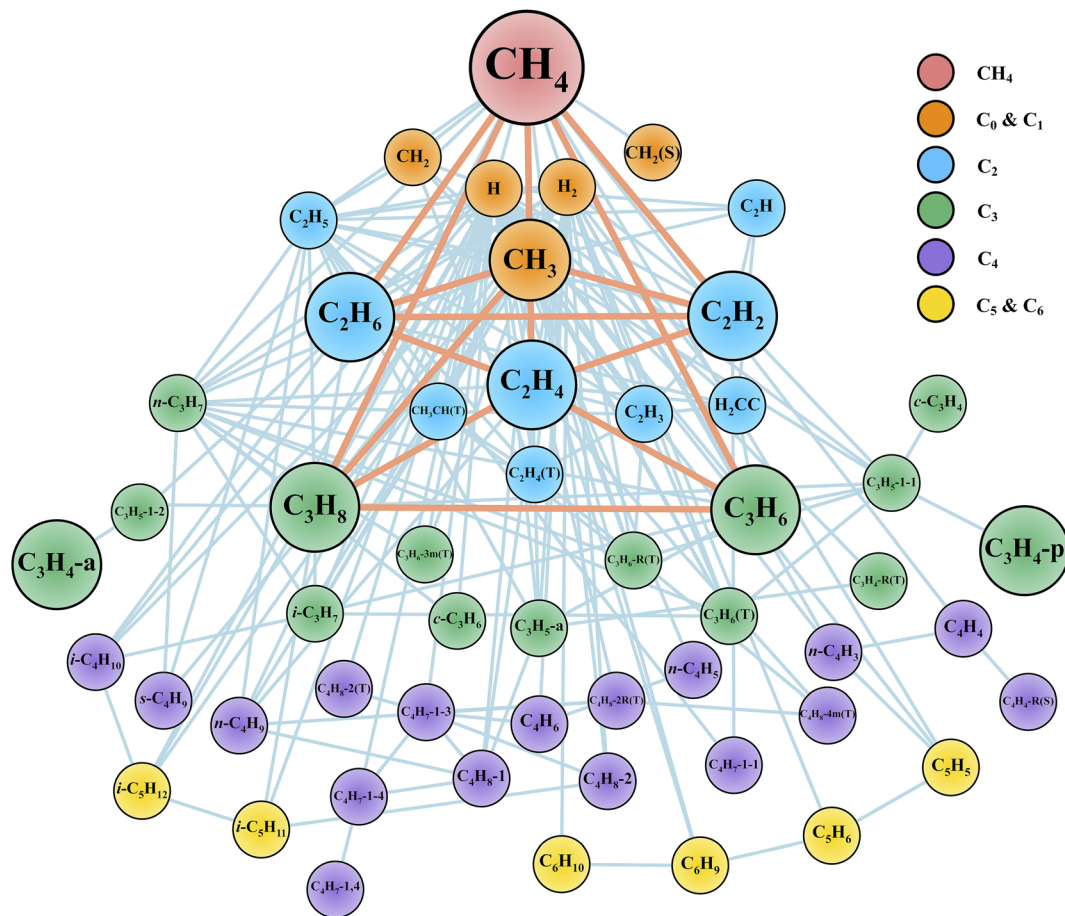 CH₄
CH₄
CH₂
CH₂(S)
C₀ & C₁
H
H₂
C₂
C₂H₅
C₂H
C₃
CH₃
C₄
C₂H₆
C₂H₂
C₅ & C₆
C₂H₄
n-C₃H₇
CH₃CH(T)
C₂H₃
H₂CC
c-C₃H₄
C₂H₄(T)
C₃H₅-1-1
C₃H₅-1-2
C₃H₈
C₃H₆
C₃H₄-a
C₃H₆-3m(T)
C₃H₆-R(T)
C₃H₄-R(T)
C₃H₄-p
i-C₃H₇
c-C₃H₆
C₃H₅-a
C₃H₆(T)
C₄H₄
i-C₄H₁₀
n-C₄H₅
n-C₄H₃
s-C₄H₉
C₄H₈-2(T)
C₄H₈-2R(T)
C₄H₄-R(S)
n-C₄H₉
C₄H₇-1-3
C₄H₆
C₄H₈-4m(T)
i-C₅H₁₂
C₄H₇-1-4
C₄H₈-1
C₄H₈-2
C₄H₇-1-1
C₅H₅
i-C₅H₁₁
C₅H₆
C₄H₇-1,4
C₆H₁₀
C₆H₉